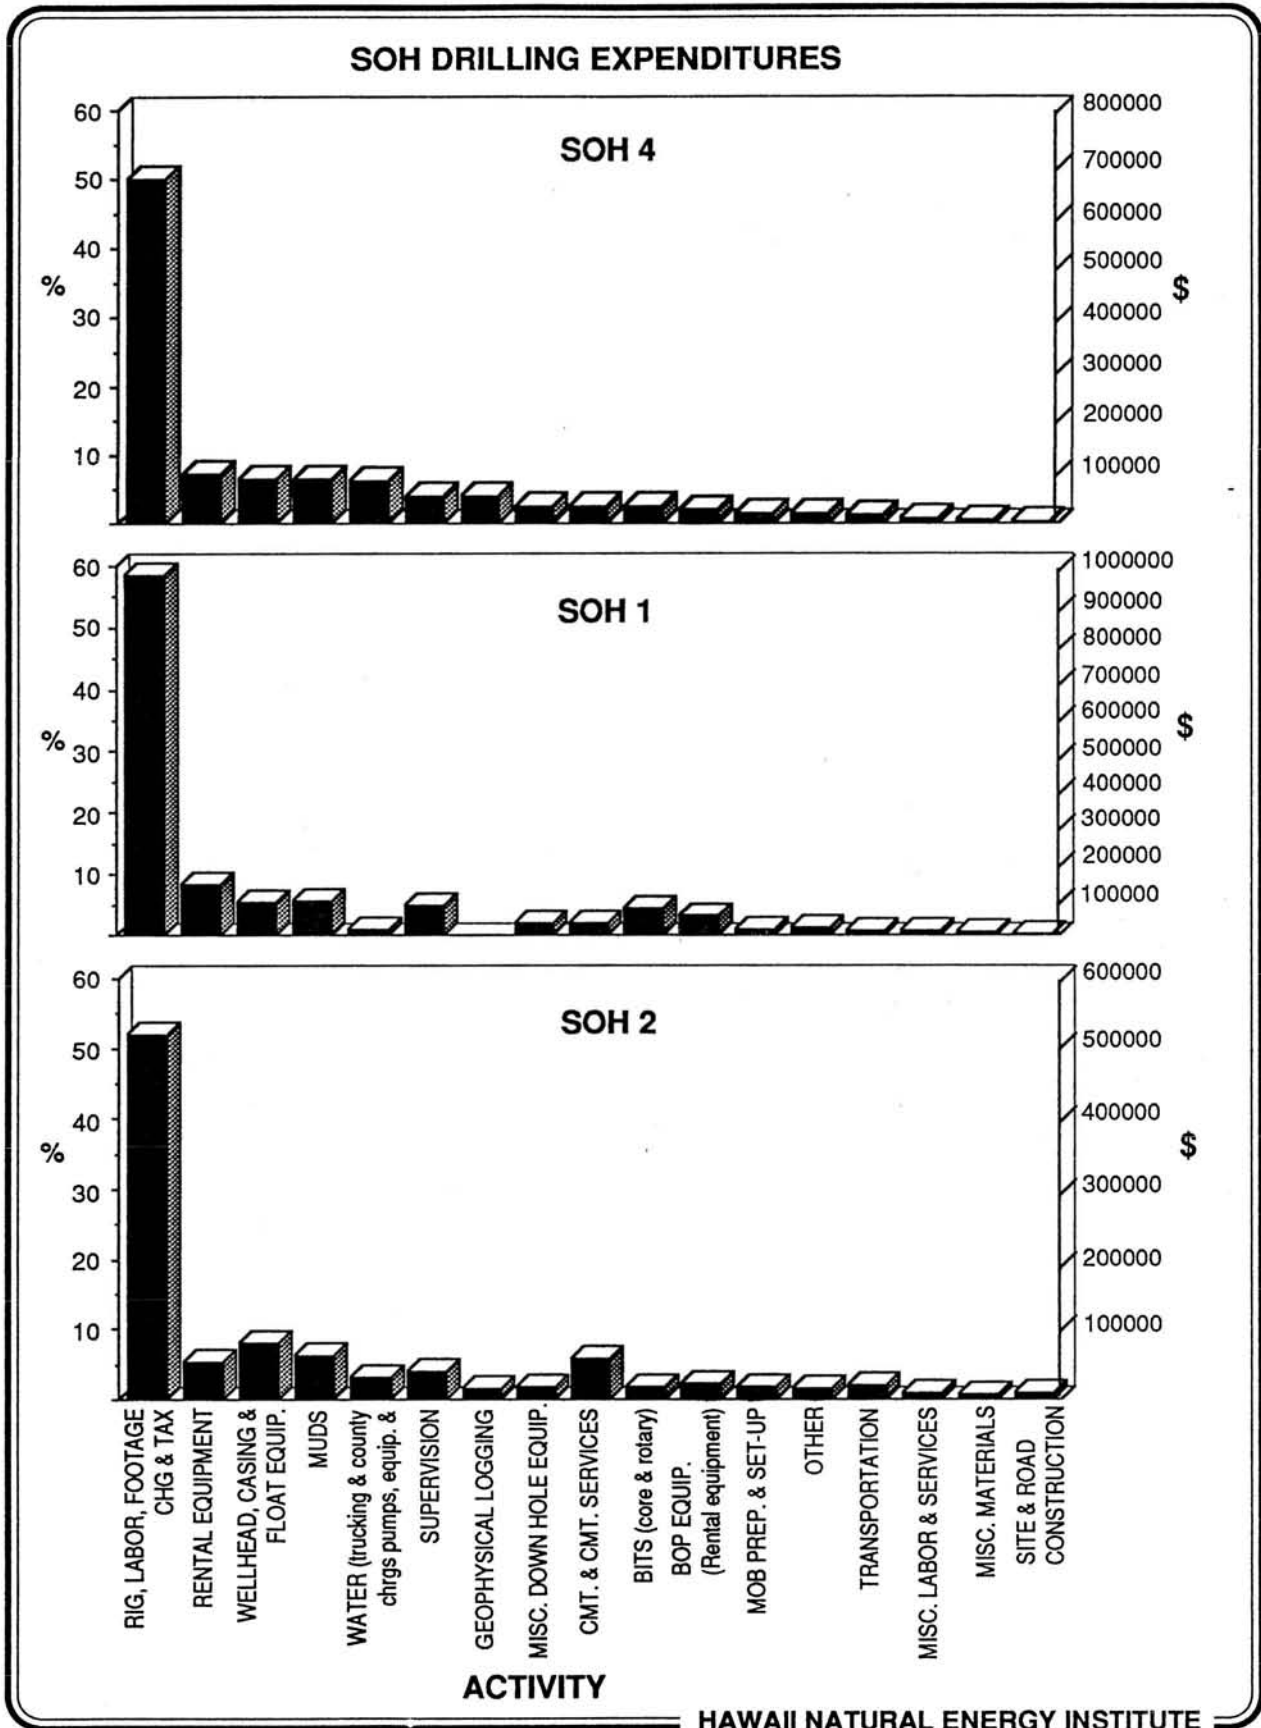 SOH DRILLING EXPENDITURES
SOH 4
60
50
40
30
20
10
%
800000
700000
600000
500000
400000
300000
200000
100000
$
SOH 1
60
50
40
30
20
10
%
1000000
900000
800000
700000
600000
500000
400000
300000
200000
100000
$
SOH 2
60
50
40
30
20
10
%
600000
500000
400000
300000
200000
100000
$
RIG, LABOR, FOOTAGE
CHG & TAX
RENTAL EQUIPMENT
WELLHEAD, CASING &
FLOAT EQUIP.
MUDS
WATER (trucking & county
chrgs pumps, equip. &
SUPERVISION
GEOPHYSICAL LOGGING
MISC. DOWN HOLE EQUIP.
CMT. & CMT. SERVICES
BITS (core & rotary)
BOP EQUIP.
(Rental equipment)
MOB PREP. & SET-UP
OTHER
TRANSPORTATION
MISC. LABOR & SERVICES
MISC. MATERIALS
SITE & ROAD
CONSTRUCTION
ACTIVITY
HAWAII NATURAL ENERGY INSTITUTE